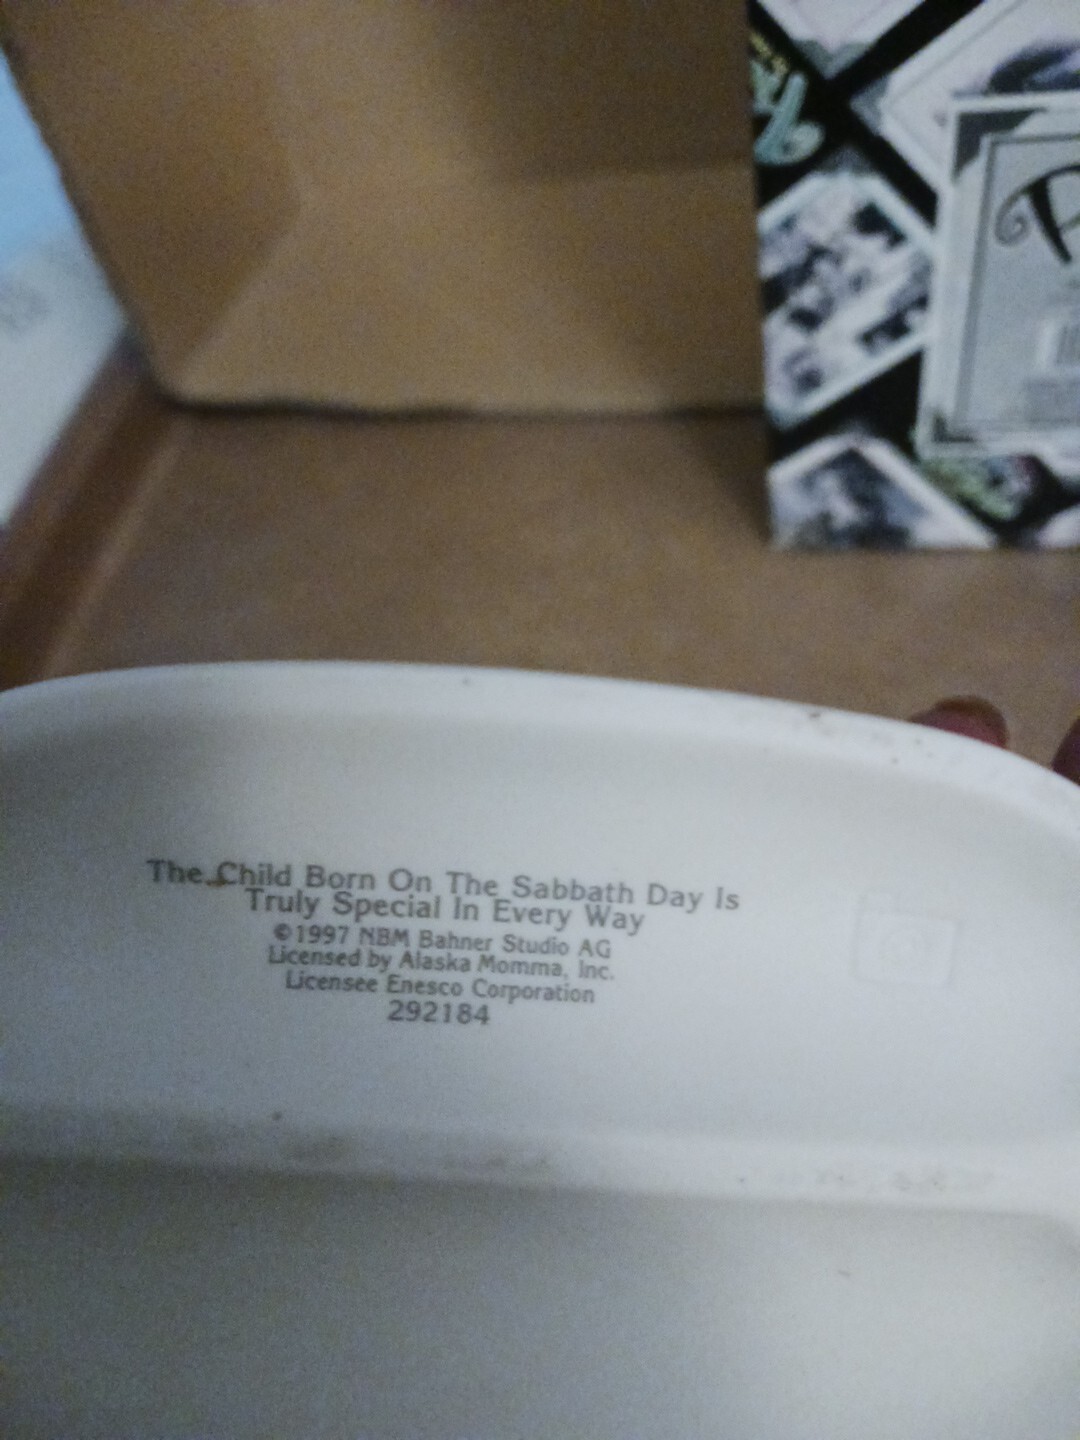 The Child Born On The Sabbath Day Is
Truly Special In Every Way
©1997 NBM Bahner Studio AG
Licensed by Alaska Momma, Inc.
Licensee Enesco Corporation
292184